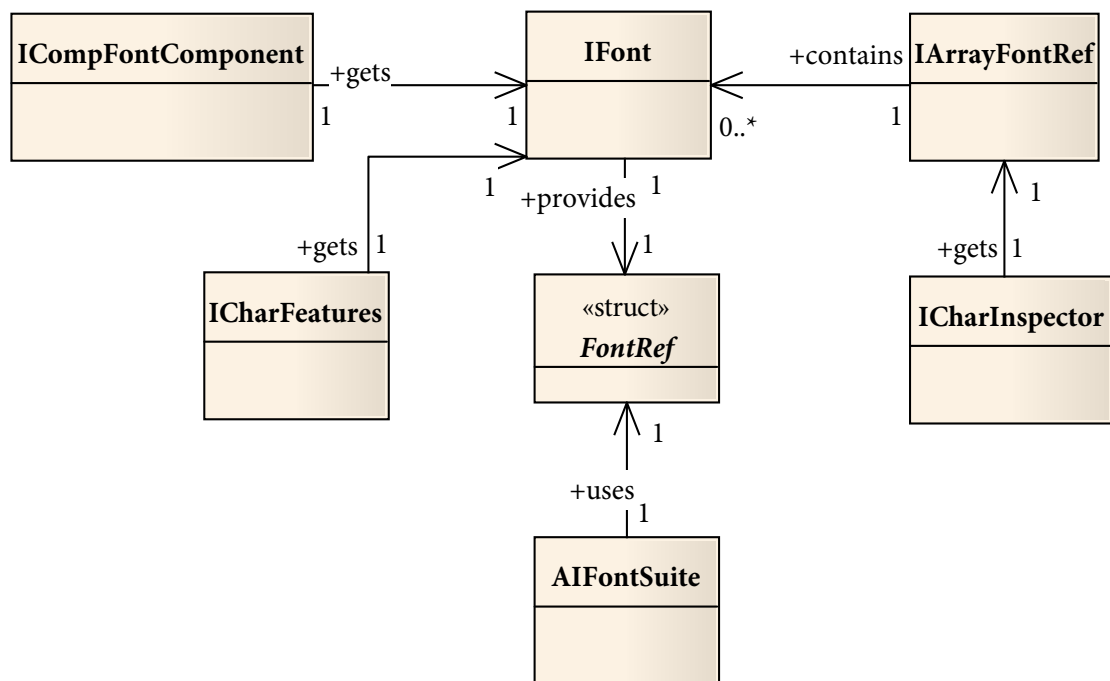 ICompFontComponent
+gets
1
1
IFont
0..*
+contains
1
IArrayFontRef
1
+gets
1
ICharFeatures
1
+provides
1
«struct»
FontRef
1
+gets
1
ICharInspector
1
+uses
1
AIFontSuite